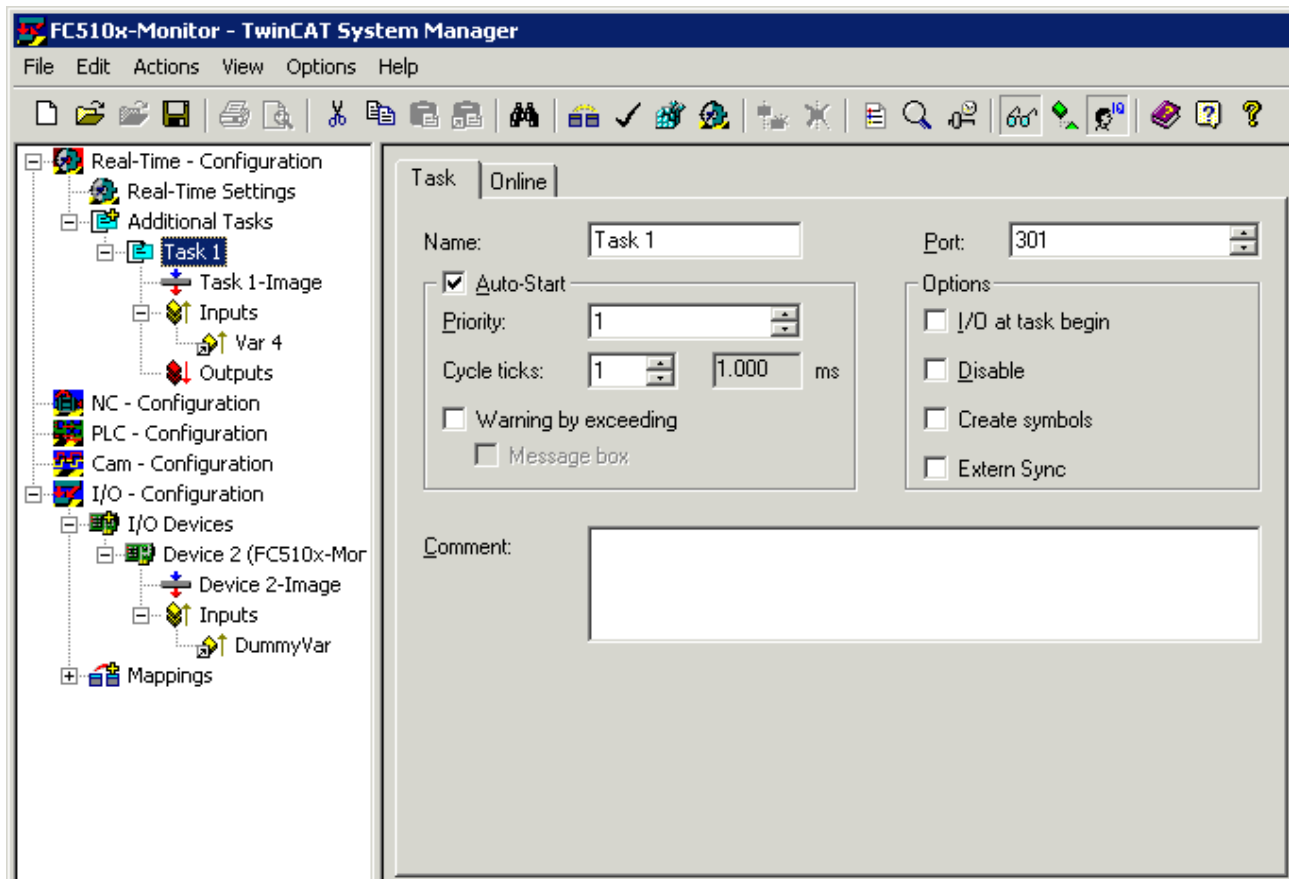 FC510x-Monitor - TwinCAT System Manager
File Edit Actions View Options Help
Real-Time - Configuration
Real-Time Settings
Additional Tasks
Task 1
Task 1-Image
Inputs
Var 4
Outputs
NC - Configuration
PLC - Configuration
Cam - Configuration
I/O - Configuration
I/O Devices
Device 2 (FC510x-Mor
Device 2-Image
Inputs
DummyVar
Mappings
Task Online
Name: Task 1 Port: 301
Auto-Start Options
Priority: 1 I/O at task begin
Cycle ticks: 1 1.000 ms Disable
Warning by exceeding Create symbols
Message box Extern Sync
Comment: